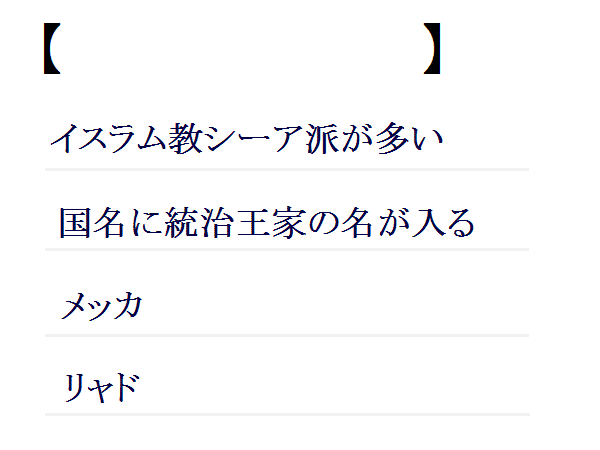 【　　　　　　　　　　】
イスラム教シーア派が多い
国名に統治王家の名が入る
メッカ
リャド